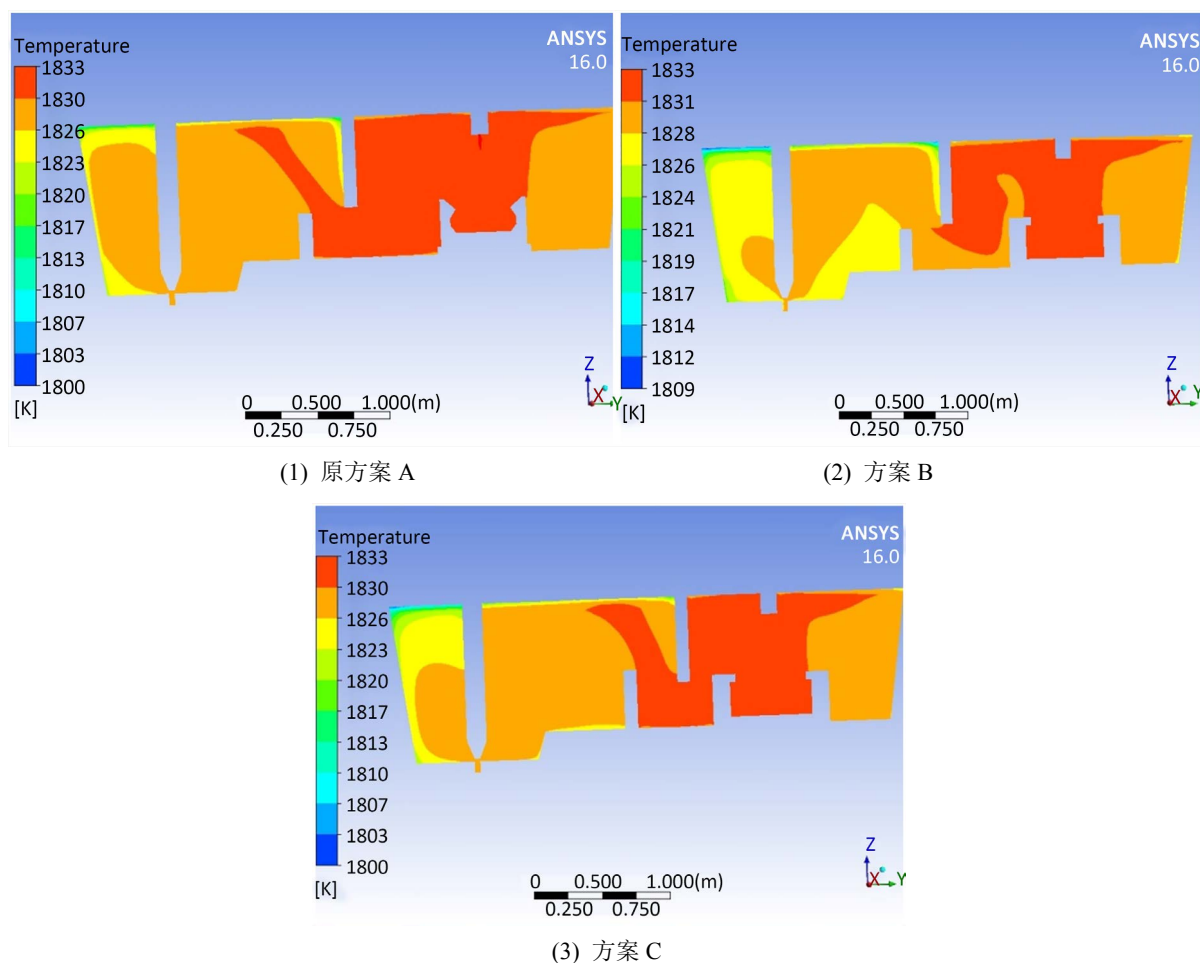 Temperature
ANSYS
16.0
1833
1830
1826
1823
1820
1817
1813
1810
1807
1803
1800
[K]
0 0.500 1.000(m)
0.250 0.750
Z
X
Y
(1) 原方案 A
Temperature
ANSYS
16.0
1833
1831
1828
1826
1824
1821
1819
1817
1814
1812
1809
[K]
0 0.500 1.000(m)
0.250 0.750
Z
X
Y
(2) 方案 B
Temperature
ANSYS
16.0
1833
1830
1826
1823
1820
1817
1813
1810
1807
1803
1800
[K]
0 0.500 1.000(m)
0.250 0.750
Z
X
Y
(3) 方案 C